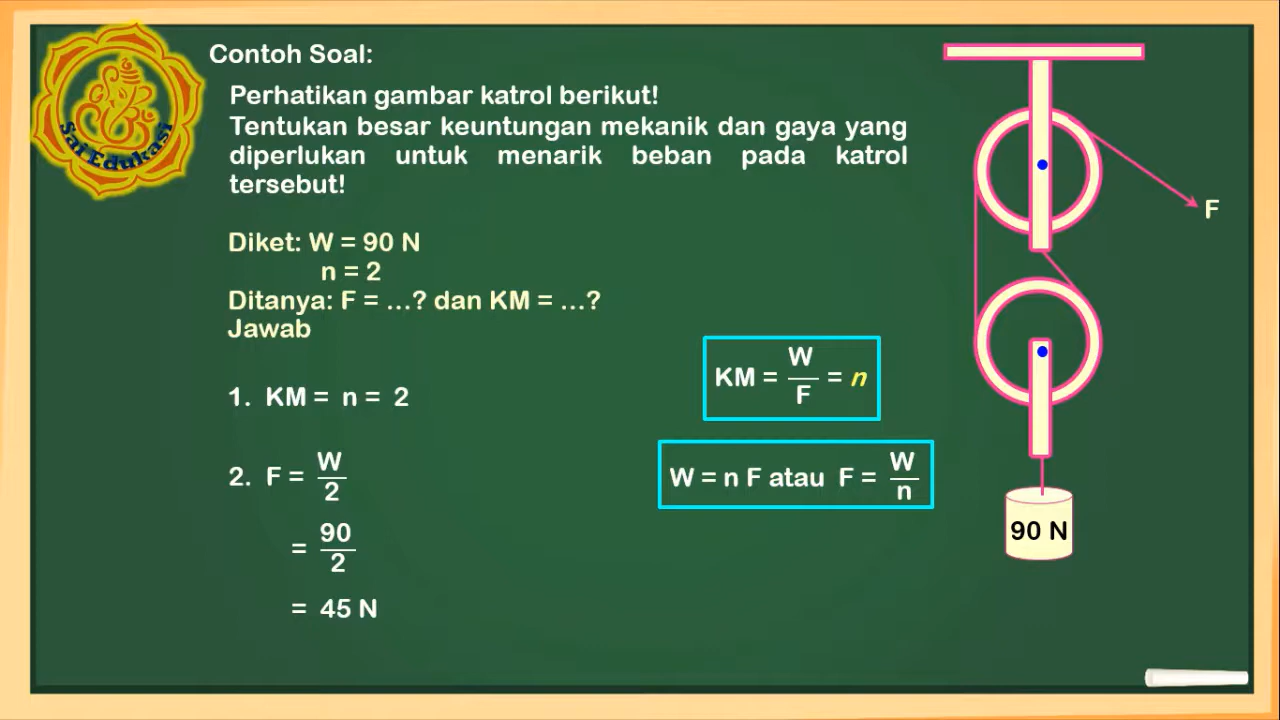 Sai Edukasi
Contoh Soal:
Perhatikan gambar katrol berikut!
Tentukan besar keuntungan mekanik dan gaya yang
diperlukan untuk menarik beban pada katrol
tersebut!
Diket: W = 90 N
n = 2
Ditanya: F = ...? dan KM = ...?
Jawab
1. KM = n = 2
2. F = W/2
= 90/2
= 45 N
KM = W/F = n
W = n F atau F = W/n
F
90 N